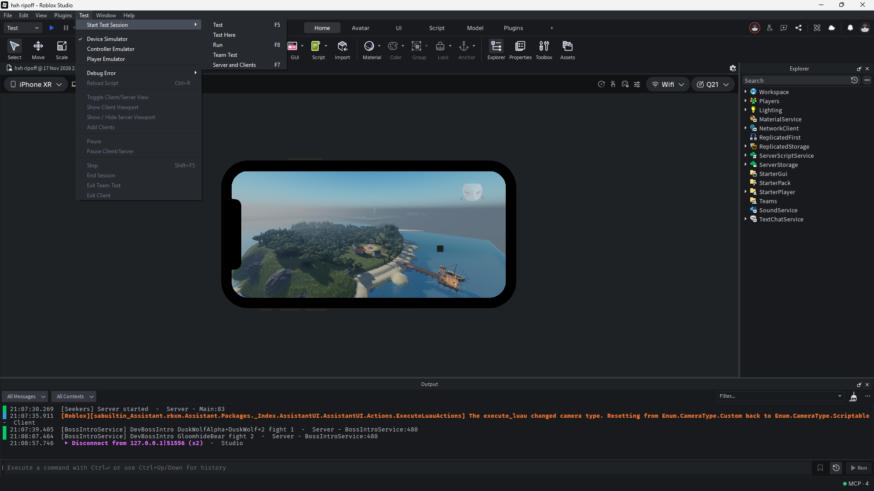 hxh ripoff - Roblox Studio
File Edit View Plugins Test Window Help
Test
Home Avatar UI Script Model Plugins
Select Move Scale
Script Import Material Color Group Lock Anchor Explorer Properties Toolbox Assets
Start Test Session
Device Simulator
Controller Emulator
Player Emulator
Debug Error
Reload Script Ctrl+R
Toggle Client/Server View
Show Client Viewport
Show / Hide Server Viewport
Add Clients
Pause
Pause Client/Server
Stop Shift+F5
End Session
Exit Team Test
Exit Client
Test F5
Test Here
Run F8
Team Test
Server and Clients F7
hxh ripoff @ 17 Nov 2028 2
iPhone XR
Wifi
Q21
Explorer
Search
Workspace
Players
Lighting
MaterialService
NetworkClient
ReplicatedFirst
ReplicatedStorage
ServerScriptService
ServerStorage
StarterGui
StarterPack
StarterPlayer
Teams
SoundService
TextChatService
Output
All Messages All Contexts Filter...
21:07:30.269 [Seekers] Server started - Server - Main:83
21:07:35.911 [Roblox][sabuiltin_Assistant.rbxm.Assistant.Packages._Index.AssistantUI.AssistantUI.Actions.ExecuteLuauActions] The execute_luau changed camera type. Resetting from Enum.CameraType.Custom back to Enum.CameraType.Scriptable
- Client
21:07:39.405 [BossIntroService] DevBossIntro DuskWolfAlpha+DuskWolf×2 fight 1 - Server - BossIntroService:480
21:08:07.464 [BossIntroService] DevBossIntro GloomhideBear fight 2 - Server - BossIntroService:480
21:08:57.746 Disconnect from 127.0.0.1|51556 (x2) - Studio
Execute a command with Ctrl+↵ or use Ctrl+Up/Down for history
Run
MCP · 4